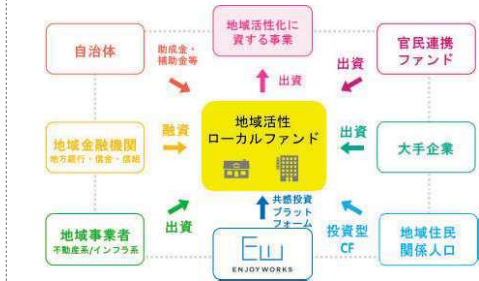 自治体
助成金・
補助金等
地域活性化に
資する事業
出資
官民連携
ファンド
出資
地域金融機関
地方銀行・信金・信組
融資
地域活性
ローカルファンド
出資
大手企業
地域事業者
不動産系/インフラ系
出資
共感投資
プラット
フォーム
EW
ENJOYWORKS
投資型
CF
地域住民
関係人口